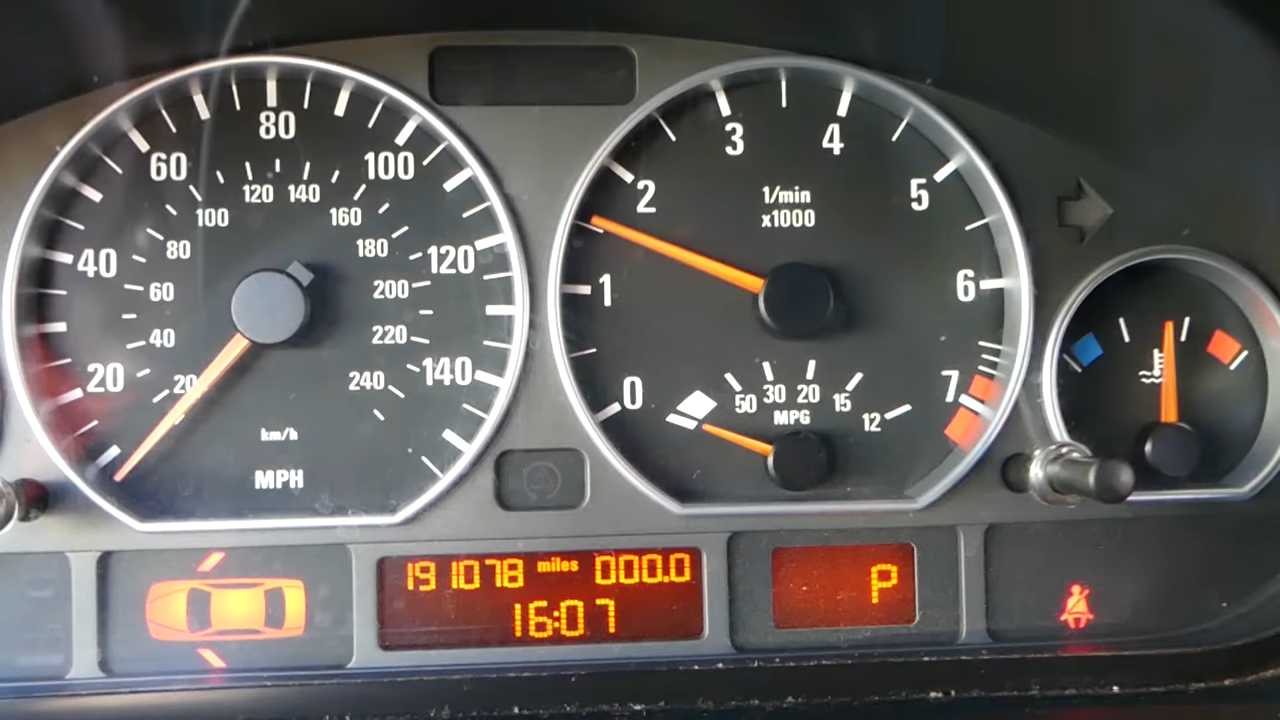 20 40 60 80 100 120 140
20 40 60 80 100 120 140 160 180 200 220 240
km/h
MPH
0 1 2 3 4 5 6 7
1/min
x1000
50 30 20 15 12
MPG
191078 miles 000.0
16:07
P